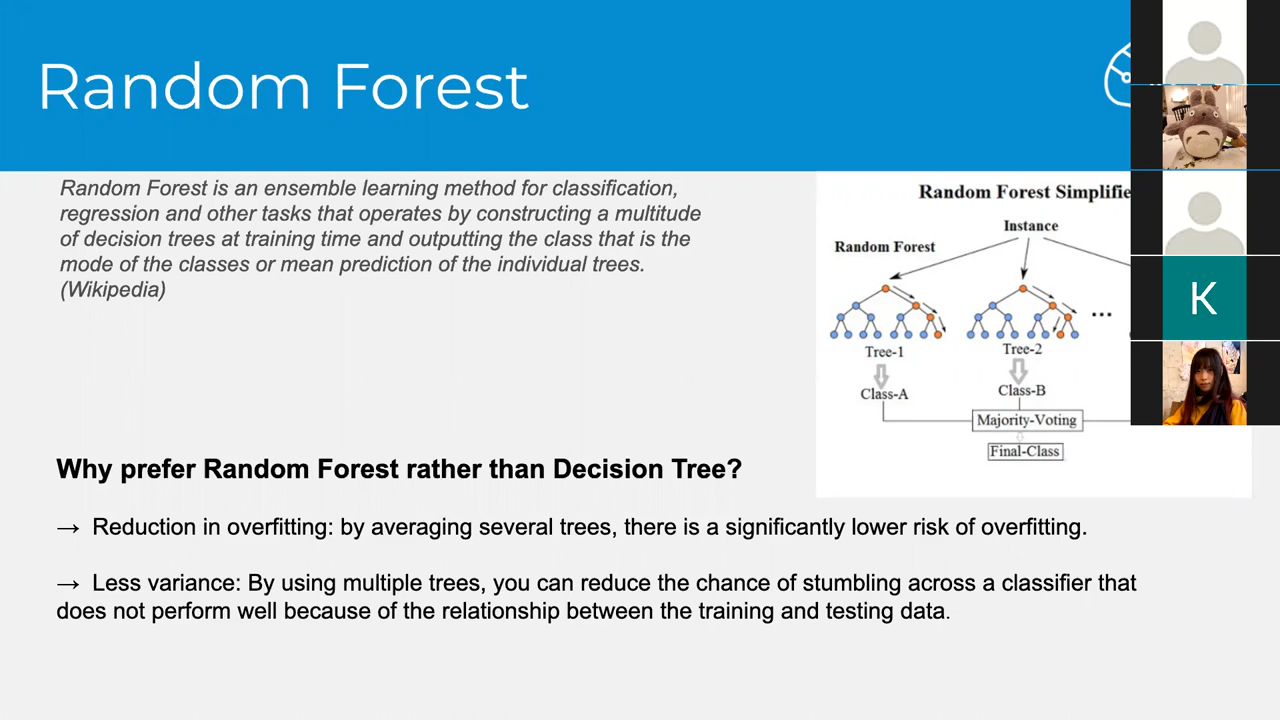 Random Forest
Random Forest is an ensemble learning method for classification,
regression and other tasks that operates by constructing a multitude
of decision trees at training time and outputting the class that is the
mode of the classes or mean prediction of the individual trees.
(Wikipedia)
Random Forest Simplifie
Instance
Random Forest
...
Tree-1
Tree-2
Class-A
Class-B
Majority-Voting
Final-Class
K
Why prefer Random Forest rather than Decision Tree?
→ Reduction in overfitting: by averaging several trees, there is a significantly lower risk of overfitting.
→ Less variance: By using multiple trees, you can reduce the chance of stumbling across a classifier that
does not perform well because of the relationship between the training and testing data.